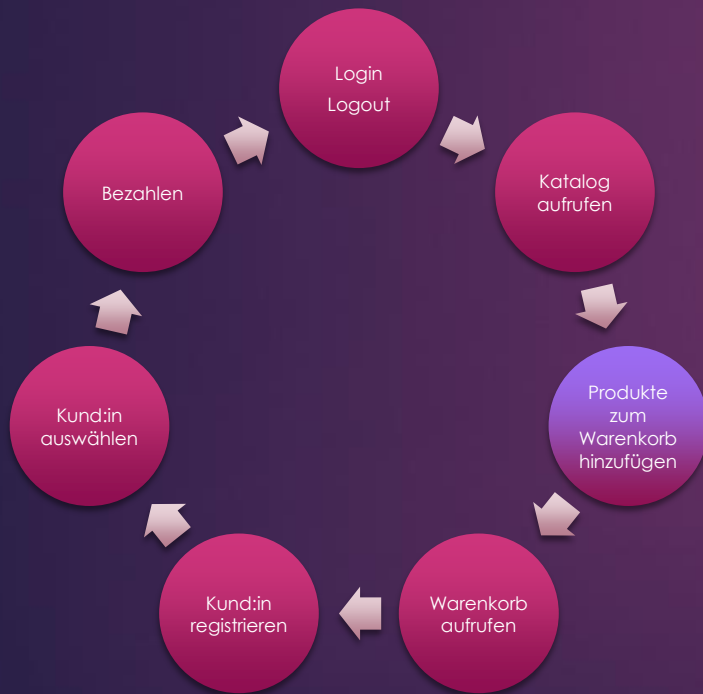 Login
Logout
Katalog
aufrufen
Produkte
zum
Warenkorb
hinzufügen
Warenkorb
aufrufen
Kund:in
registrieren
Kund:in
auswählen
Bezahlen